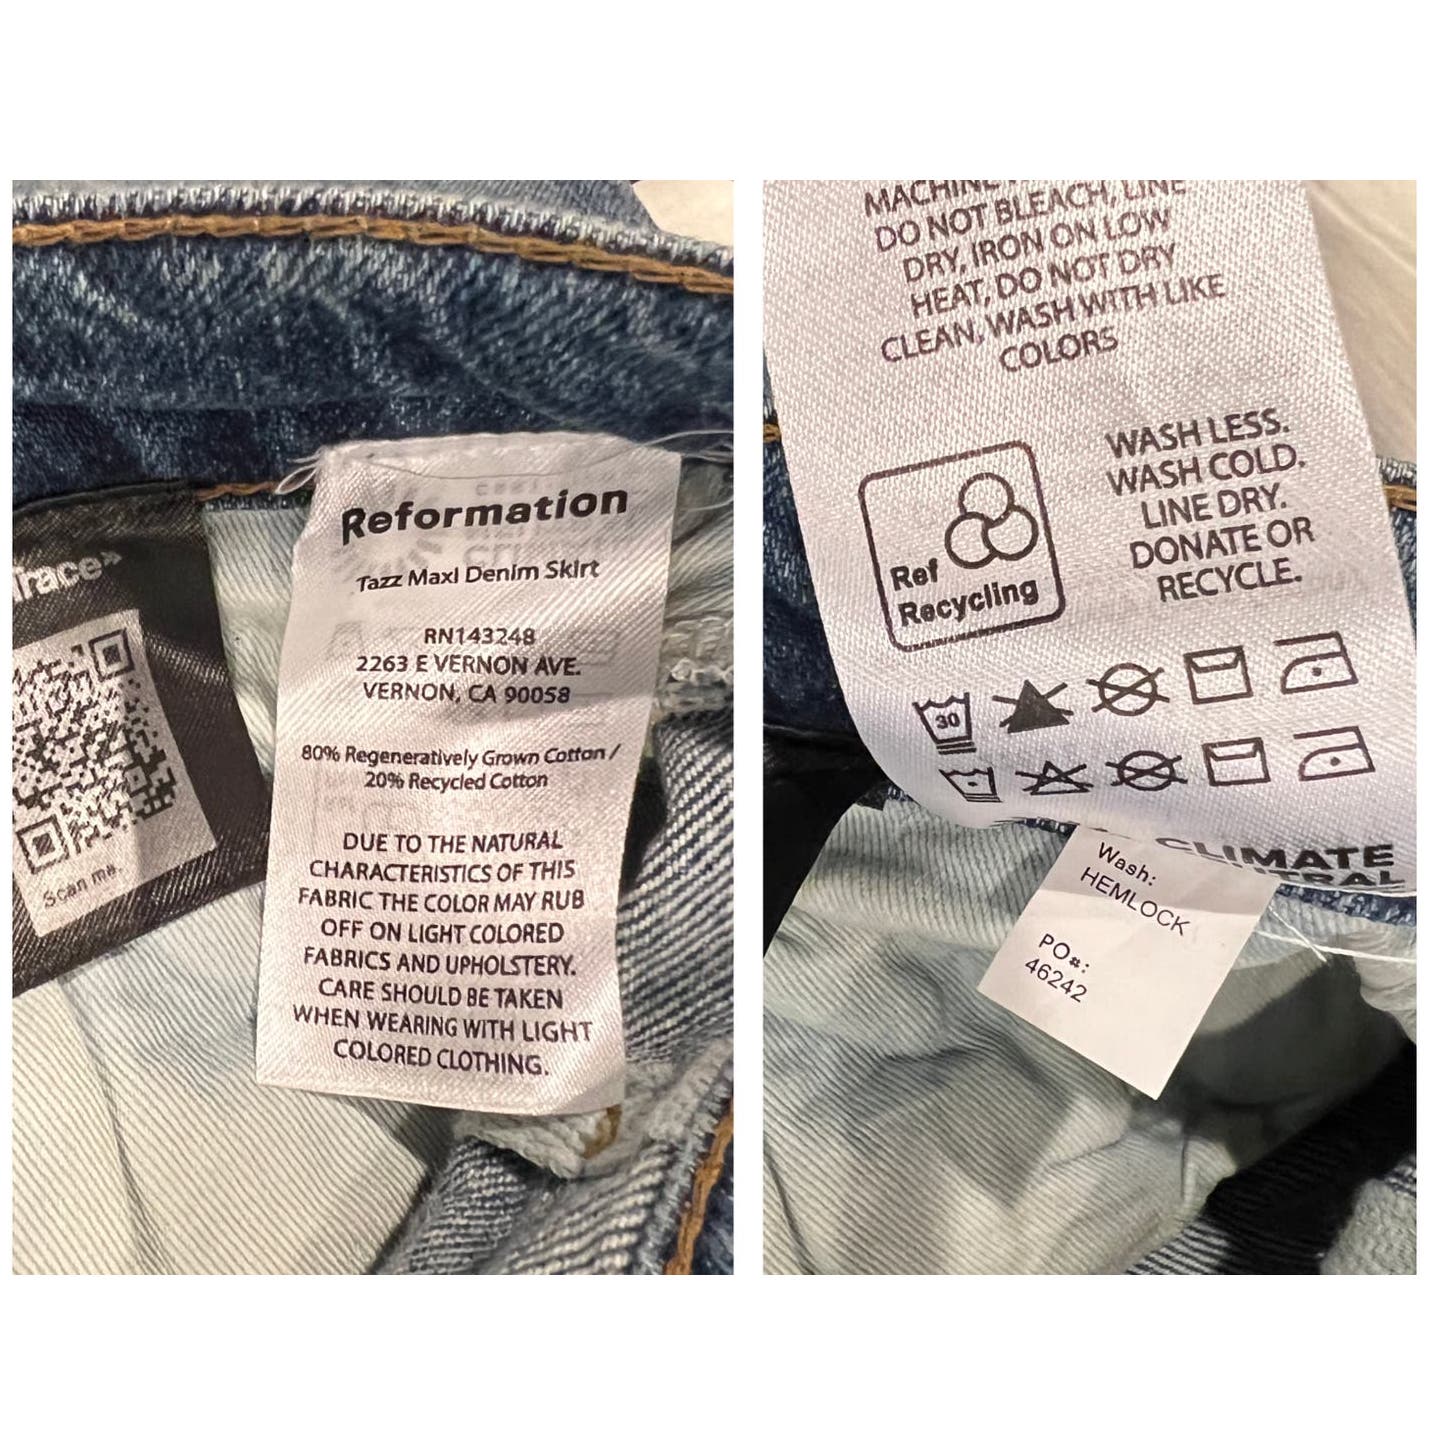 Trace»
Scan me.
Reformation
Tazz Maxi Denim Skirt
RN143248
2263 E VERNON AVE.
VERNON, CA 90058
80% Regeneratively Grown Cotton /
20% Recycled Cotton
DUE TO THE NATURAL
CHARACTERISTICS OF THIS
FABRIC THE COLOR MAY RUB
OFF ON LIGHT COLORED
FABRICS AND UPHOLSTERY.
CARE SHOULD BE TAKEN
WHEN WEARING WITH LIGHT
COLORED CLOTHING.
MACHINE
DO NOT BLEACH, LINE
DRY, IRON ON LOW
HEAT, DO NOT DRY
CLEAN, WASH WITH LIKE
COLORS
Ref
Recycling
WASH LESS.
WASH COLD.
LINE DRY.
DONATE OR
RECYCLE.
30
CLIMATE
Wash:
HEMLOCK
PO#:
46242